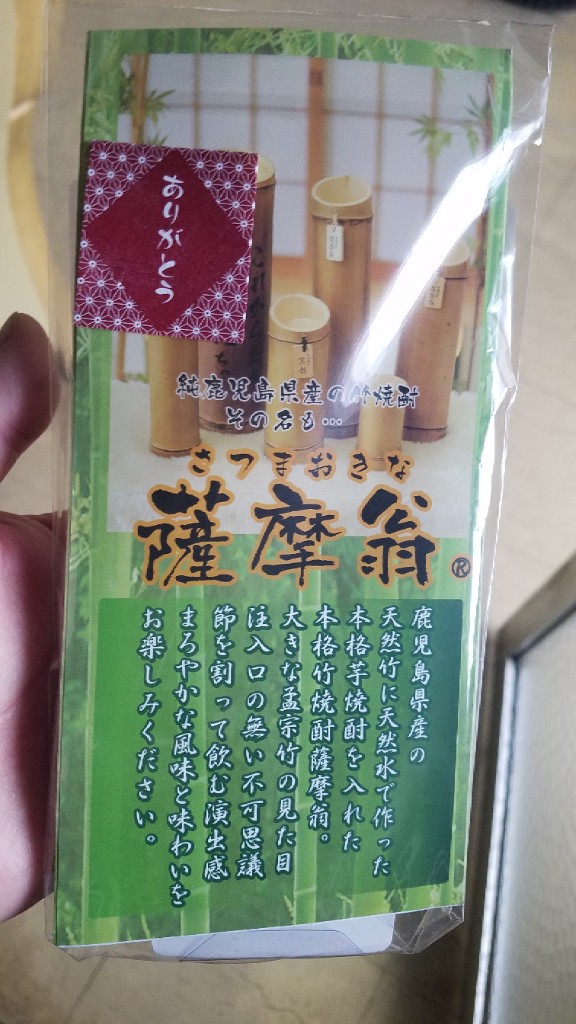 ありがとう
純鹿児島県産の竹焼酎
その名も…
さつまおきな
薩摩翁®
鹿児島県産の
天然竹に天然水で作った
本格芋焼酎を入れた
本格竹焼酎薩摩翁。
大きな孟宗竹の見た目
注入口の無い不可思議
節を割って飲む演出感
まろやかな風味と味わいを
お楽しみください。